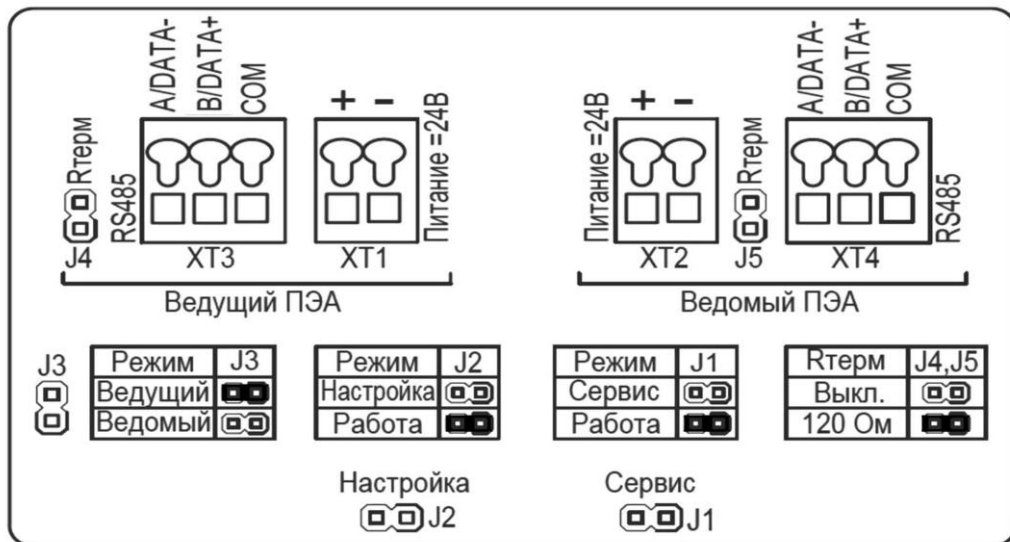 A/DATA-
B/DATA+
COM
+ -
Rтерм
RS485
Питание =24В
J4
XT3
XT1
Ведущий ПЭА
+ -
A/DATA-
B/DATA+
COM
Питание =24В
Rтерм
RS485
XT2
J5
XT4
Ведомый ПЭА
J3
Режим J3
Ведущий
Ведомый
Режим J2
Настройка
Работа
Режим J1
Сервис
Работа
Rтерм J4,J5
Выкл.
120 Ом
Настройка
J2
Сервис
J1